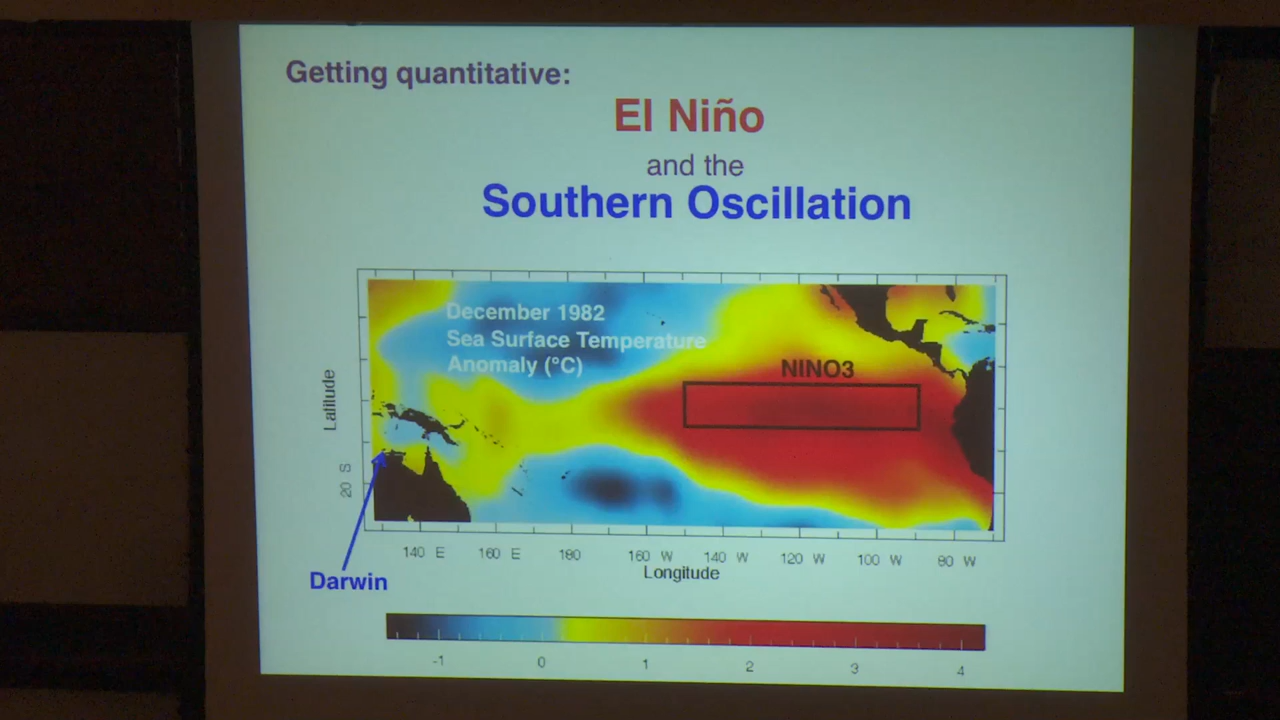 Getting quantitative:
El Niño
and the
Southern Oscillation
December 1982
Sea Surface Temperature
Anomaly (°C)
NINO3
Latitude
20 S
140 E 160 E 180 160 W 140 W 120 W 100 W 80 W
Longitude
Darwin
-1 0 1 2 3 4